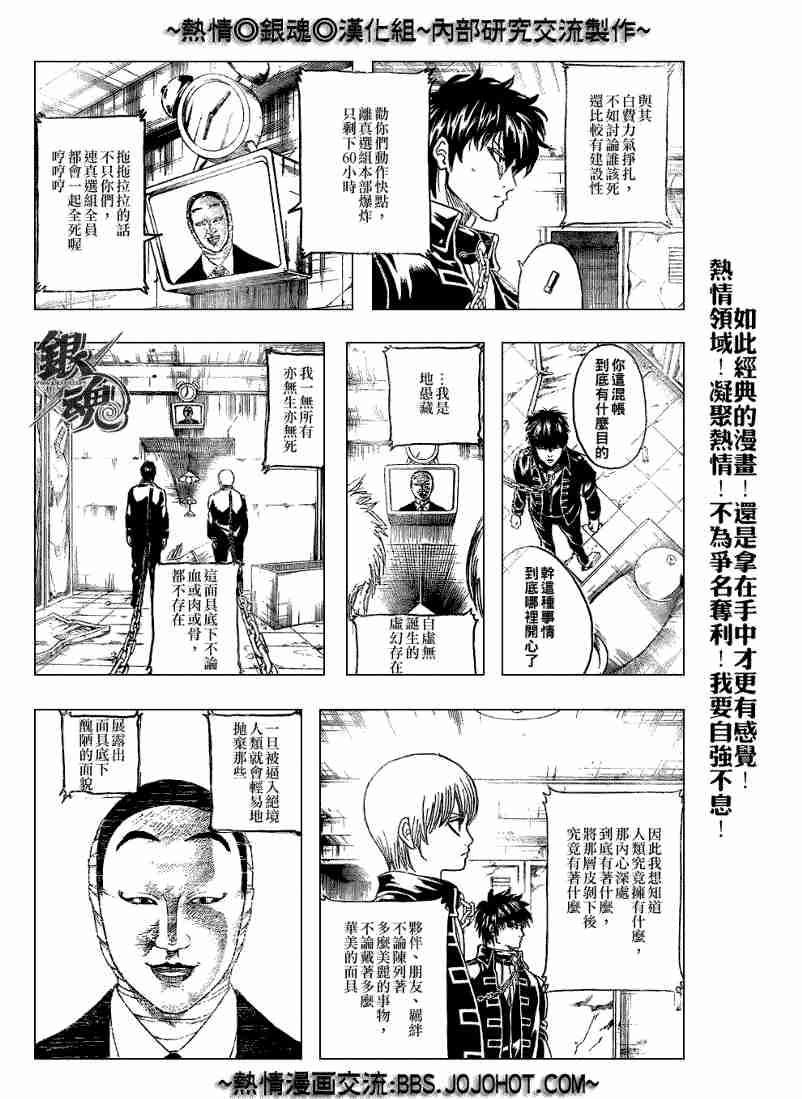 ~熱情◎銀魂◎漢化組~內部研究交流製作~
與其
白費力氣掙扎,
不如討論誰該死
還比較有建設性
勸你們動作快點,
離真選組本部爆炸
只剩下60小時
拖拖拉拉的話
不只你們,
連真選組全員
都會一起全死喔
哼哼哼
你這混帳
到底有什麼目的
幹這種事情
到底哪裡開心了
…我是
地愚藏
白虛無
誕生的
虛幻存在
我一無所有
亦無生亦無死
這面具底下不論
血或肉或骨,
都不存在
銀魂
因此我想知道
人類究竟擁有什麼,
那內心深處
到底有著什麼,
將那層皮剝下後
究竟有著什麼
夥伴、朋友、羈絆
不論陳列著
多麼美麗的事物,
不論戴著多麼
華美的面具
一旦被逼入絕境
人類就會輕易地
拋棄那些
展露出
面具底下
醜陋的面貌
如此經典的漫畫!還是拿在手中才更有感覺!
熱情領域!凝聚熱情!不為爭名奪利!我要自強不息!
~熱情漫画交流:BBS.JOJOHOT.COM~